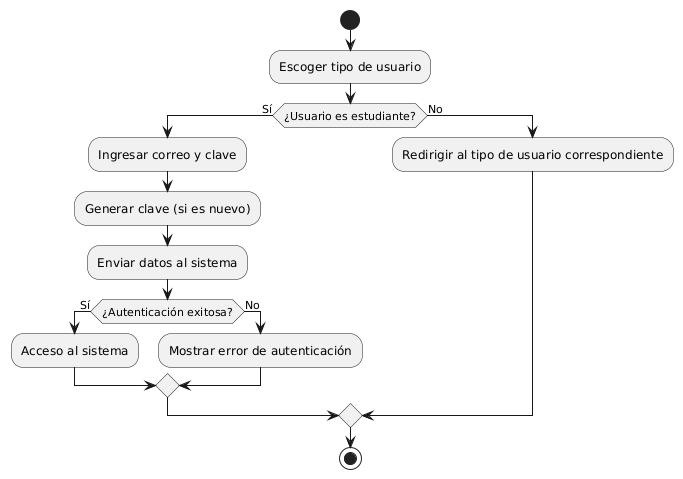 Escoger tipo de usuario
¿Usuario es estudiante?
Sí
No
Ingresar correo y clave
Redirigir al tipo de usuario correspondiente
Generar clave (si es nuevo)
Enviar datos al sistema
¿Autenticación exitosa?
Sí
No
Acceso al sistema
Mostrar error de autenticación